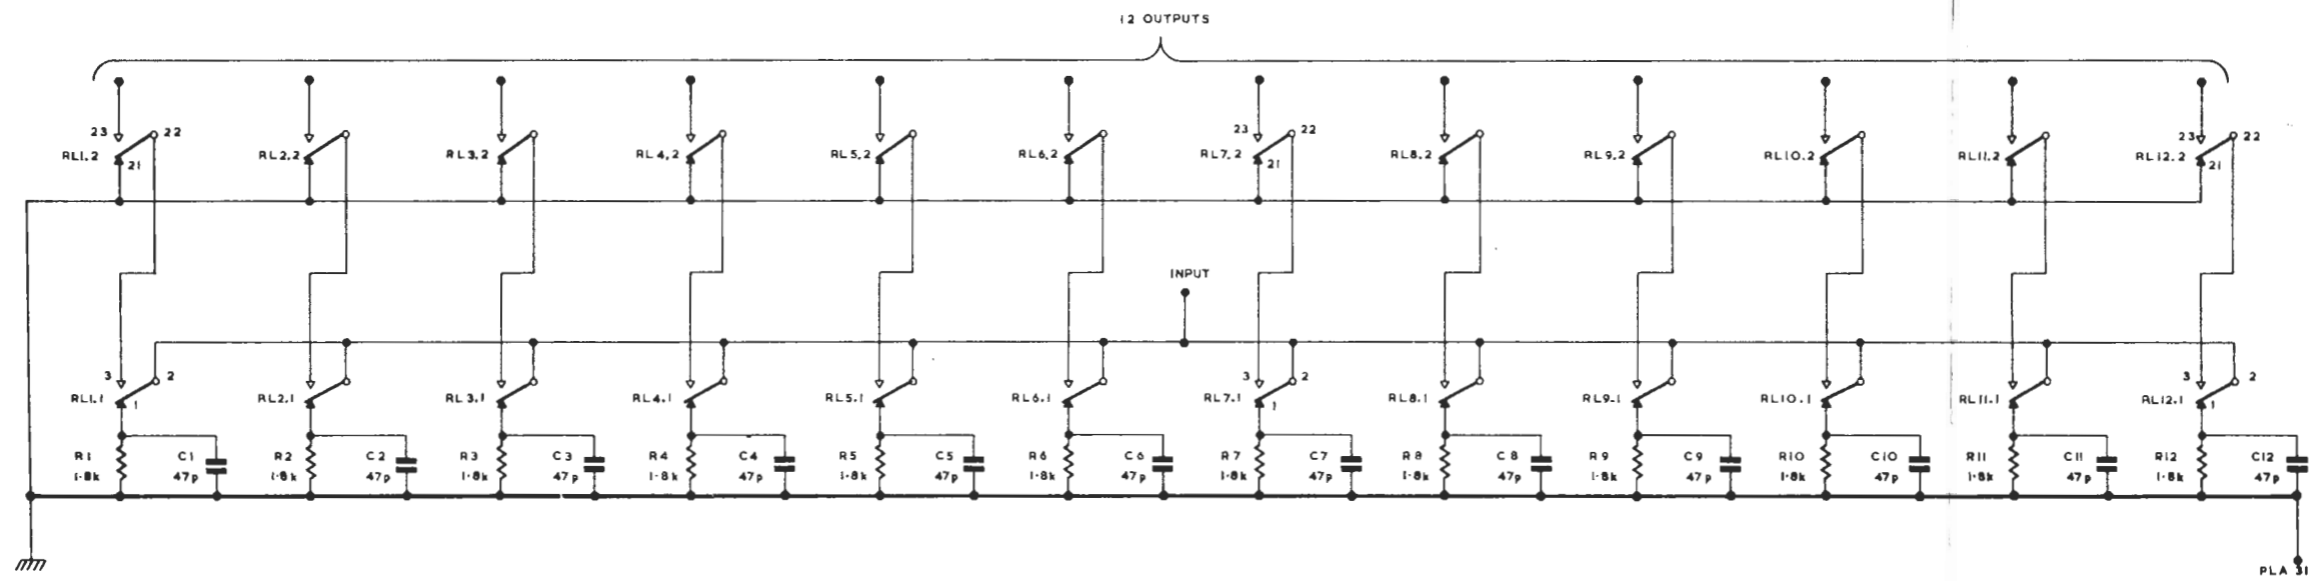 12 OUTPUTS
23 22 23 22 23 22
RL1.2 21 RL2.2 RL3.2 RL4.2 RL5.2 RL6.2 RL7.2 21 RL8.2 RL9.2 RL10.2 RL11.2 RL12.2 21
INPUT
3 2 3 2 3 2
RL1.1 1 RL2.1 RL3.1 RL4.1 RL5.1 RL6.1 RL7.1 1 RL8.1 RL9.1 RL10.1 RL11.1 RL12.1 1
R1 C1 R2 C2 R3 C3 R4 C4 R5 C5 R6 C6 R7 C7 R8 C8 R9 C9 R10 C10 R11 C11 R12 C12
1.8k 47p 1.8k 47p 1.8k 47p 1.8k 47p 1.8k 47p 1.8k 47p 1.8k 47p 1.8k 47p 1.8k 47p 1.8k 47p 1.8k 47p 1.8k 47p
PLA 31